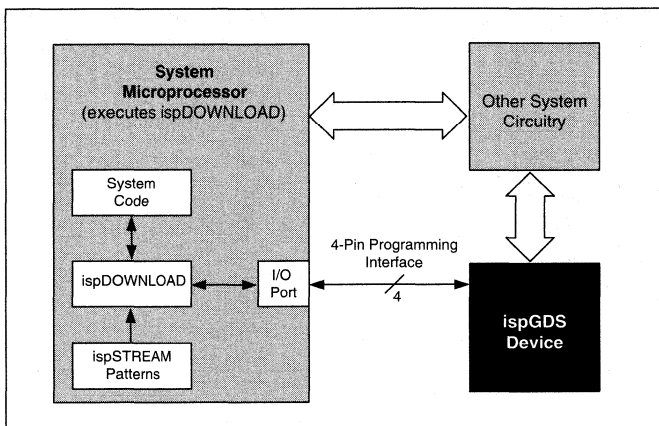 System
Microprocessor
(executes ispDOWNLOAD)
Other System
Circuitry
System
Code
4-Pin Programming
Interface
ispDOWNLOAD
I/O
Port
4
ispGDS
Device
ispSTREAM
Patterns